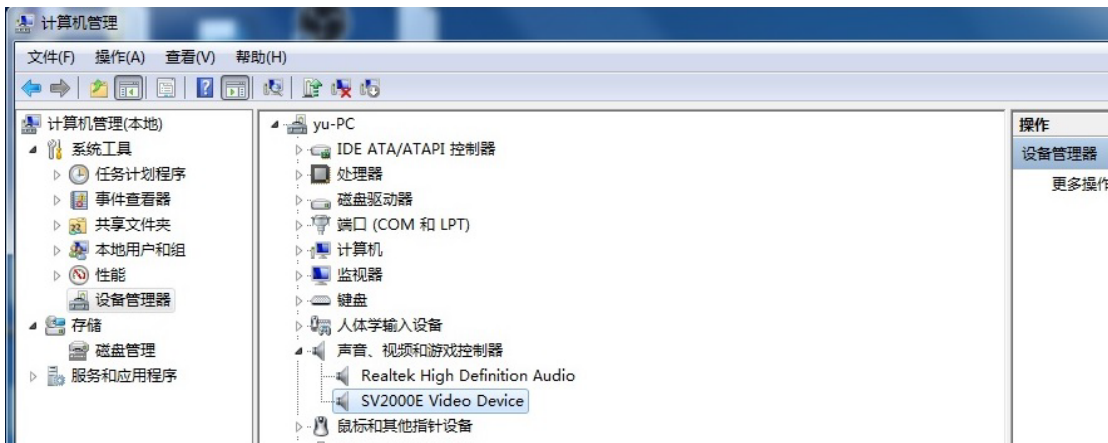 计算机管理
文件(F) 操作(A) 查看(V) 帮助(H)
计算机管理(本地)
系统工具
任务计划程序
事件查看器
共享文件夹
本地用户和组
性能
设备管理器
存储
磁盘管理
服务和应用程序
yu-PC
IDE ATA/ATAPI 控制器
处理器
磁盘驱动器
端口 (COM 和 LPT)
计算机
监视器
键盘
人体学输入设备
声音、视频和游戏控制器
Realtek High Definition Audio
SV2000E Video Device
鼠标和其他指针设备
操作
设备管理器
更多操作